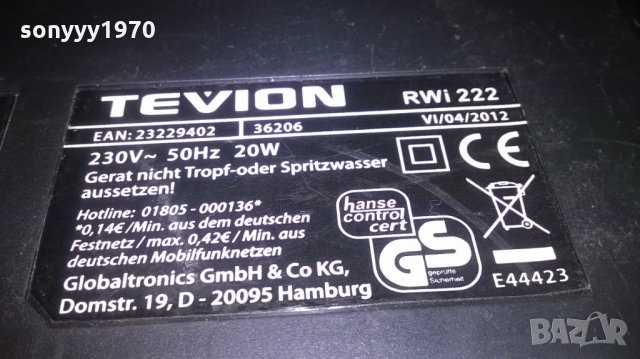 sonyyy1970
TEVION
RWi 222
EAN: 23229402
36206
VI/04/2012
230V~ 50Hz 20W
Gerat nicht Tropf-oder Spritzwasser
aussetzen!
Hotline: 01805 -000136*
*0,14€ /Min. aus dem deutschen
Festnetz / max. 0,42€ /Min. aus
deutschen Mobilfunknetzen
Globaltronics GmbH & Co KG,
Domstr. 19, D - 20095 Hamburg
CE
hanse
control
cert
GS
geprüfte
Sicherheit
E44423
BAZAR
.bg